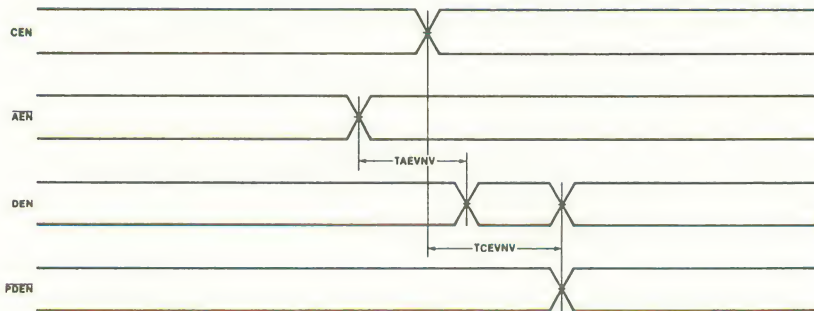 CEN
AEN
TAEVNV
DEN
TCEVNV
PDEN